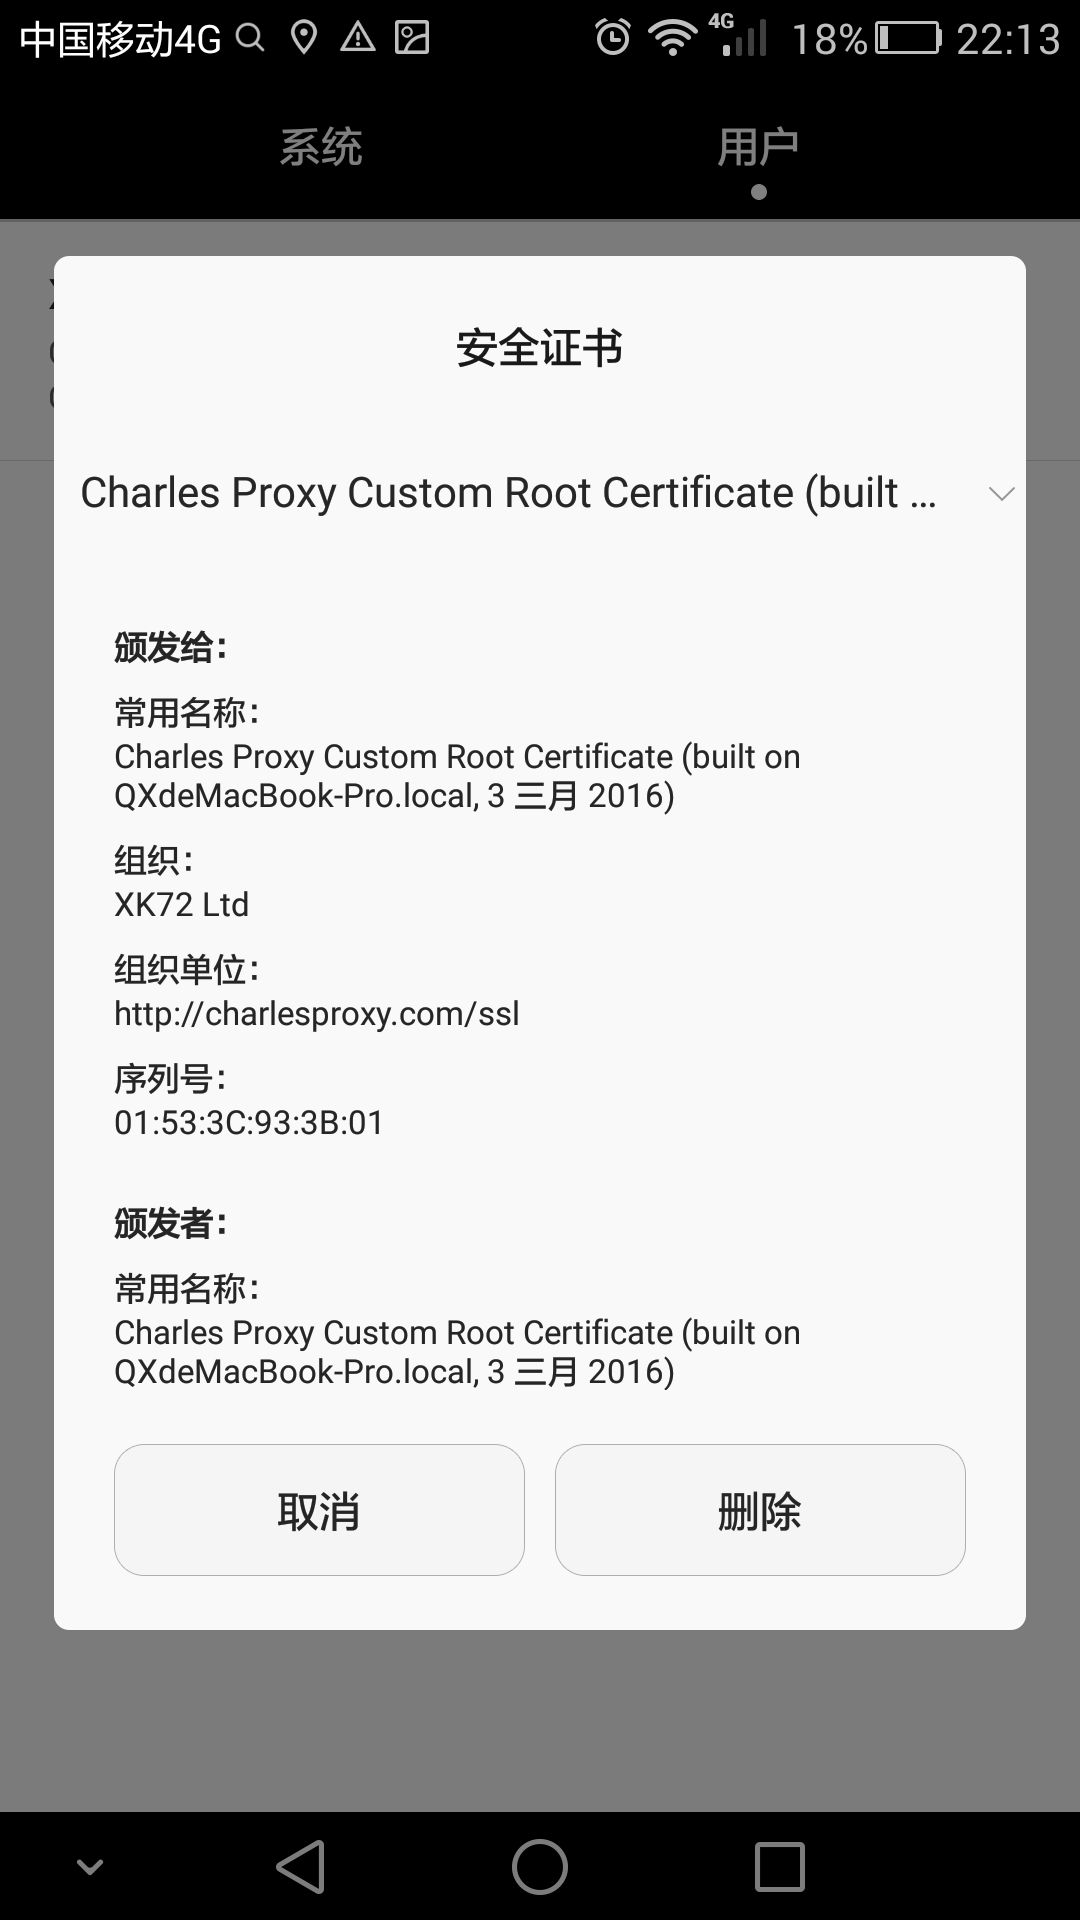 中国移动4G 4G 18% 22:13
系统 用户
安全证书
Charles Proxy Custom Root Certificate (built ...
颁发给：
常用名称：
Charles Proxy Custom Root Certificate (built on
QXdeMacBook-Pro.local, 3 三月 2016)
组织：
XK72 Ltd
组织单位：
http://charlesproxy.com/ssl
序列号：
01:53:3C:93:3B:01
颁发者：
常用名称：
Charles Proxy Custom Root Certificate (built on
QXdeMacBook-Pro.local, 3 三月 2016)
取消 删除